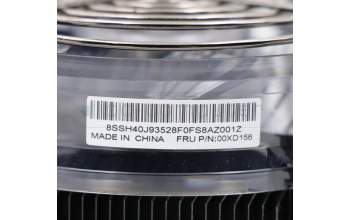 8SSH40J93528F0FS8AZ001Z
MADE IN CHINA FRU P/N:00XD156